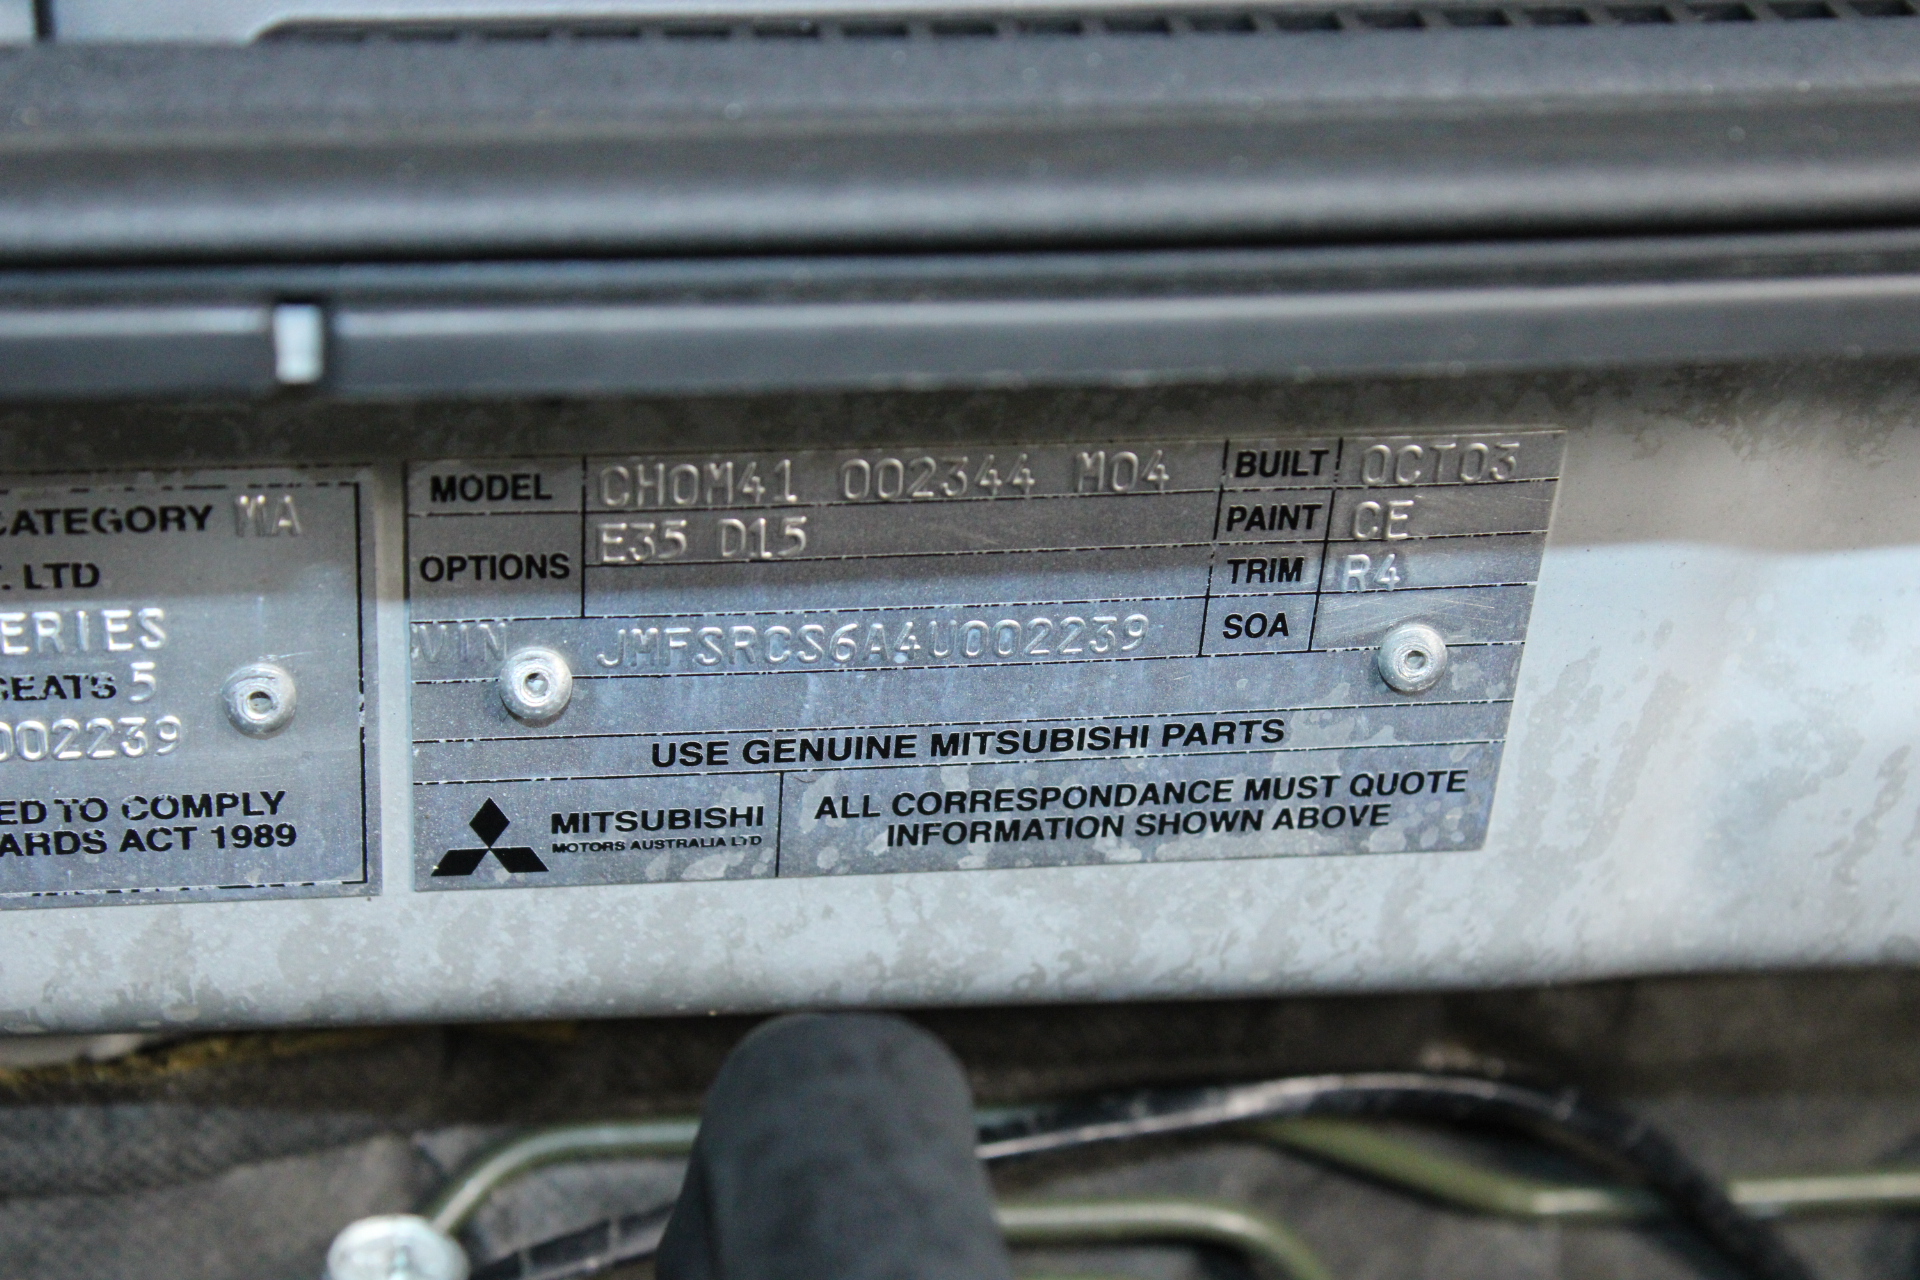 CATEGORY MA
. LTD
ERIES
SEATS 5
002239
ED TO COMPLY
ARDS ACT 1989
MODEL CH0M41 002344 M04
OPTIONS E35 D15
VIN JMFSRCS6A4U002239
BUILT OCT03
PAINT CE
TRIM R4
SOA
USE GENUINE MITSUBISHI PARTS
MITSUBISHI
MOTORS AUSTRALIA LTD
ALL CORRESPONDANCE MUST QUOTE
INFORMATION SHOWN ABOVE